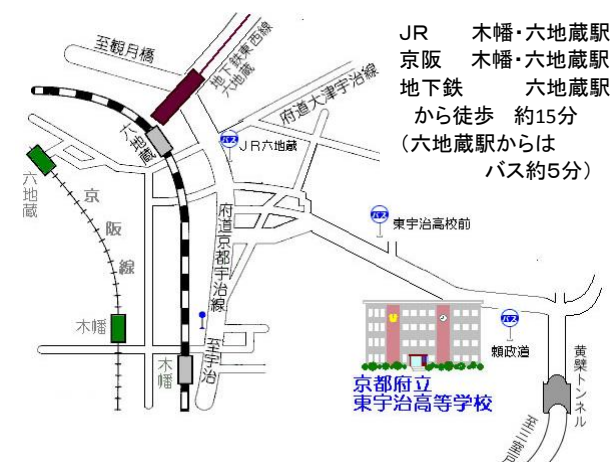 JR 木幡・六地蔵駅
京阪 木幡・六地蔵駅
地下鉄 六地蔵駅
から徒歩 約15分
(六地蔵駅からは
バス約5分)
至観月橋
地下鉄東西線
六地蔵
府道大津宇治線
六地蔵
バス
JR六地蔵
六地蔵
京阪線
府道京都宇治線
バス
東宇治高校前
木幡
木幡
至宇治
バス
頼政道
黄檗トンネル
京都府立
東宇治高等学校